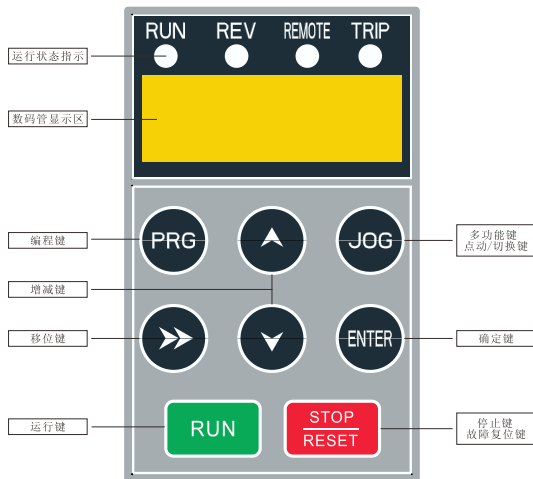 RUN REV REMOTE TRIP
运行状态指示
数码管显示区
PRG
JOG
编程键
多功能键
点动/切换键
增减键
移位键
ENTER
确定键
运行键
RUN
STOP
RESET
停止键
故障复位键